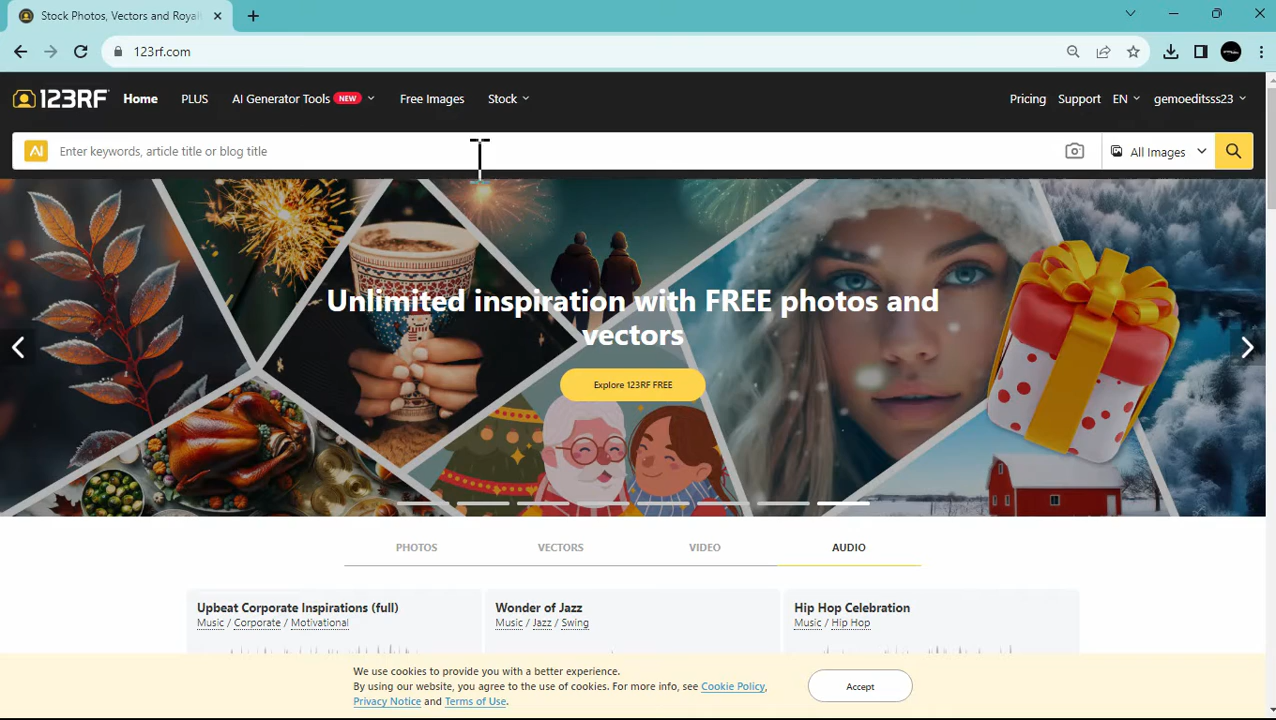 Stock Photos, Vectors and Royal
123rf.com
123RF
Home
PLUS
AI Generator Tools NEW
Free Images
Stock
Pricing
Support
EN
gemoeditsss23
AI
Enter keywords, article title or blog title
All Images
Unlimited inspiration with FREE photos and
vectors
Explore 123RF FREE
PHOTOS
VECTORS
VIDEO
AUDIO
Upbeat Corporate Inspirations (full)
Music / Corporate / Motivational
Wonder of Jazz
Music / Jazz / Swing
Hip Hop Celebration
Music / Hip Hop
We use cookies to provide you with a better experience.
By using our website, you agree to the use of cookies. For more info, see Cookie Policy,
Privacy Notice and Terms of Use.
Accept